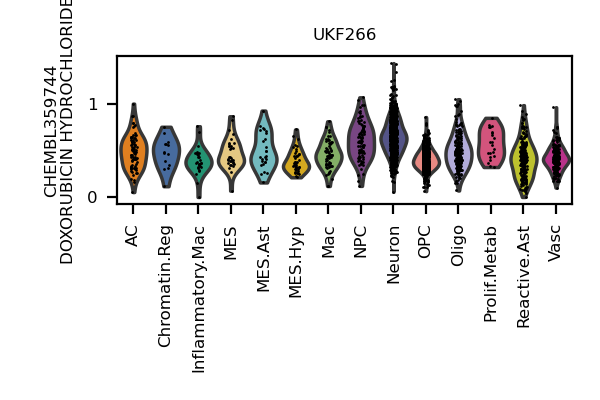 UKF266
CHEMBL359744
DOXORUBICIN HYDROCHLORIDE
1
0
AC
Chromatin.Reg
Inflammatory.Mac
MES
MES.Ast
MES.Hyp
Mac
NPC
Neuron
OPC
Oligo
Prolif.Metab
Reactive.Ast
Vasc